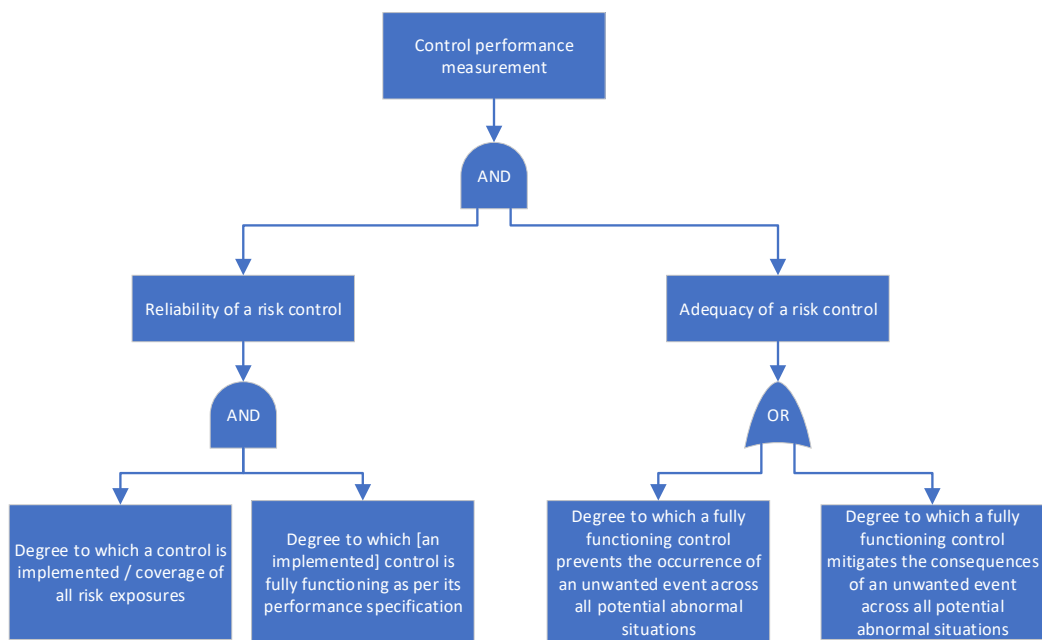 Control performance
measurement
AND
Reliability of a risk control
Adequacy of a risk control
AND
OR
Degree to which a control is
implemented / coverage of
all risk exposures
Degree to which [an
implemented] control is
fully functioning as per its
performance specification
Degree to which a fully
functioning control
prevents the occurrence of
an unwanted event across
all potential abnormal
situations
Degree to which a fully
functioning control
mitigates the consequences
of an unwanted event
across all potential
abnormal situations